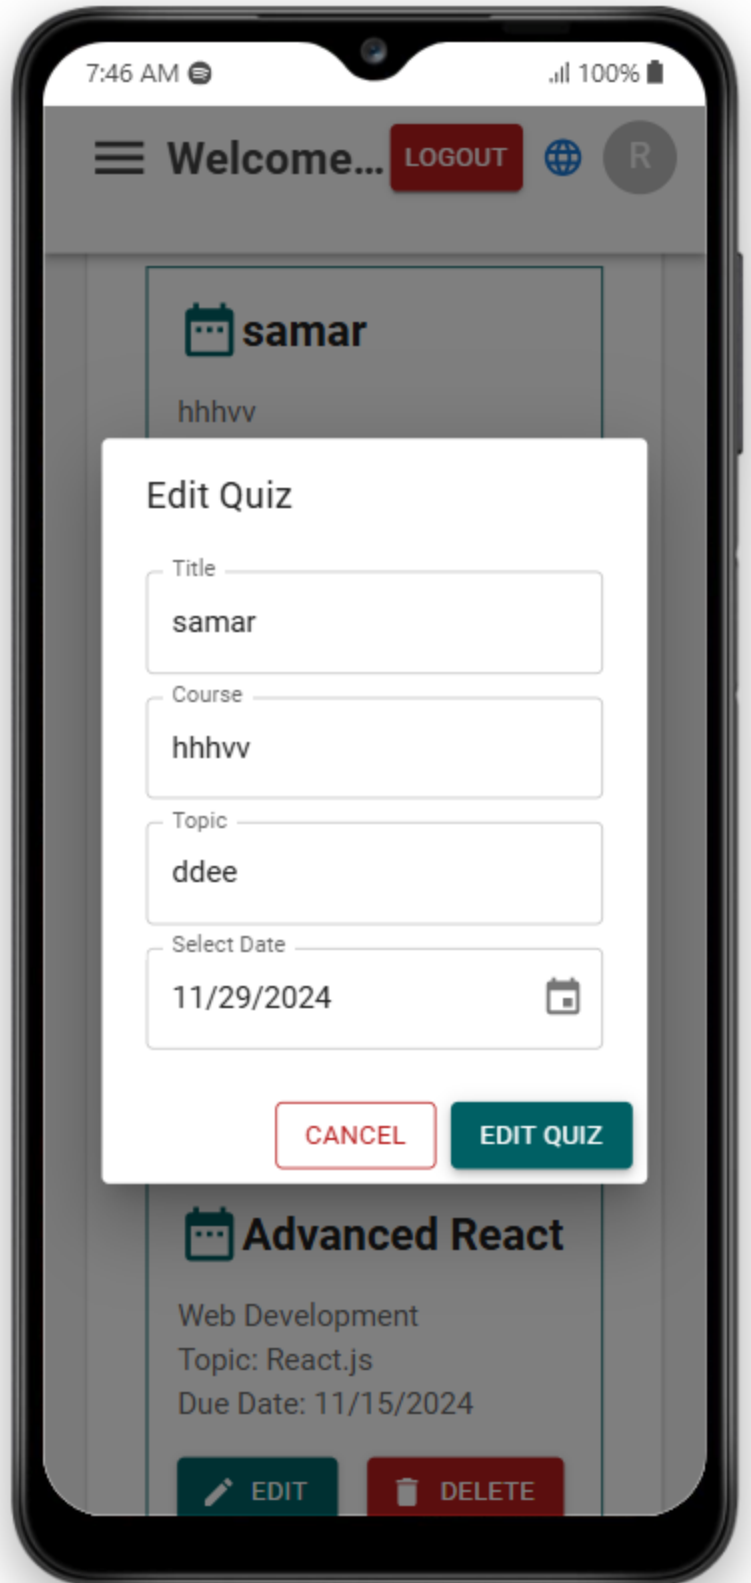 7:46 AM 100%
Welcome... LOGOUT R
samar
hhhvv
Edit Quiz
Title
samar
Course
hhhvv
Topic
ddee
Select Date
11/29/2024
CANCEL EDIT QUIZ
Advanced React
Web Development
Topic: React.js
Due Date: 11/15/2024
EDIT DELETE